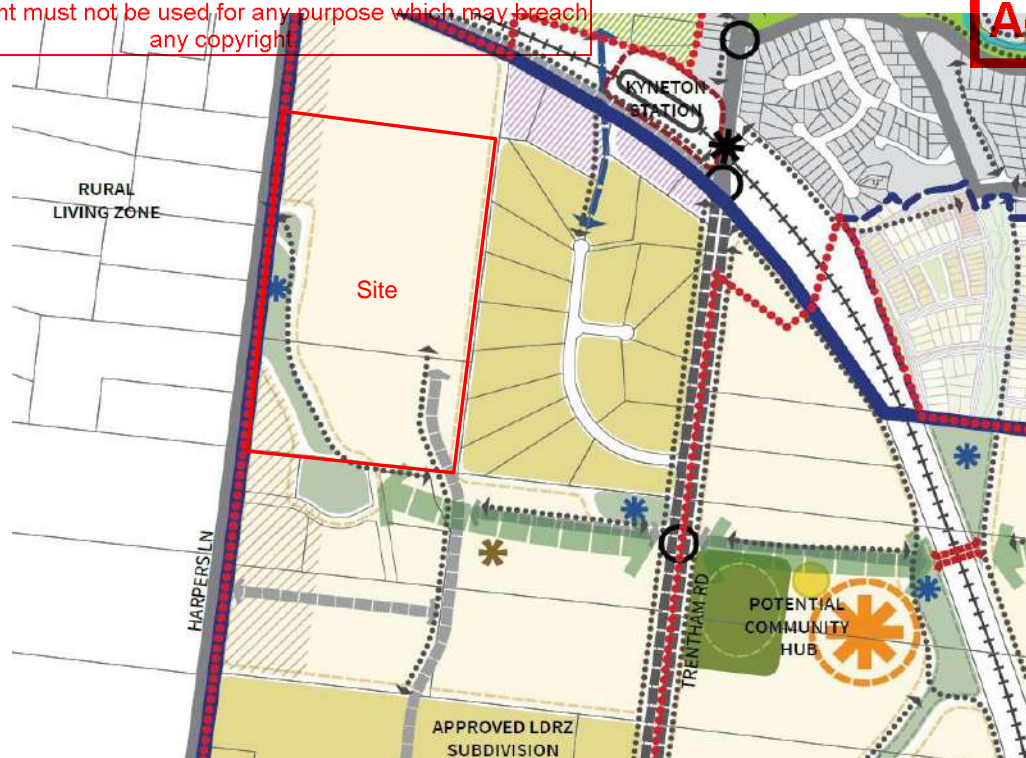 nt must not be used for any purpose which may breach
any copyright
A
KYNETON
STATION
RURAL
LIVING ZONE
Site
HARPERS LN
TRENTHAM RD
POTENTIAL
COMMUNITY
HUB
APPROVED LDRZ
SUBDIVISION